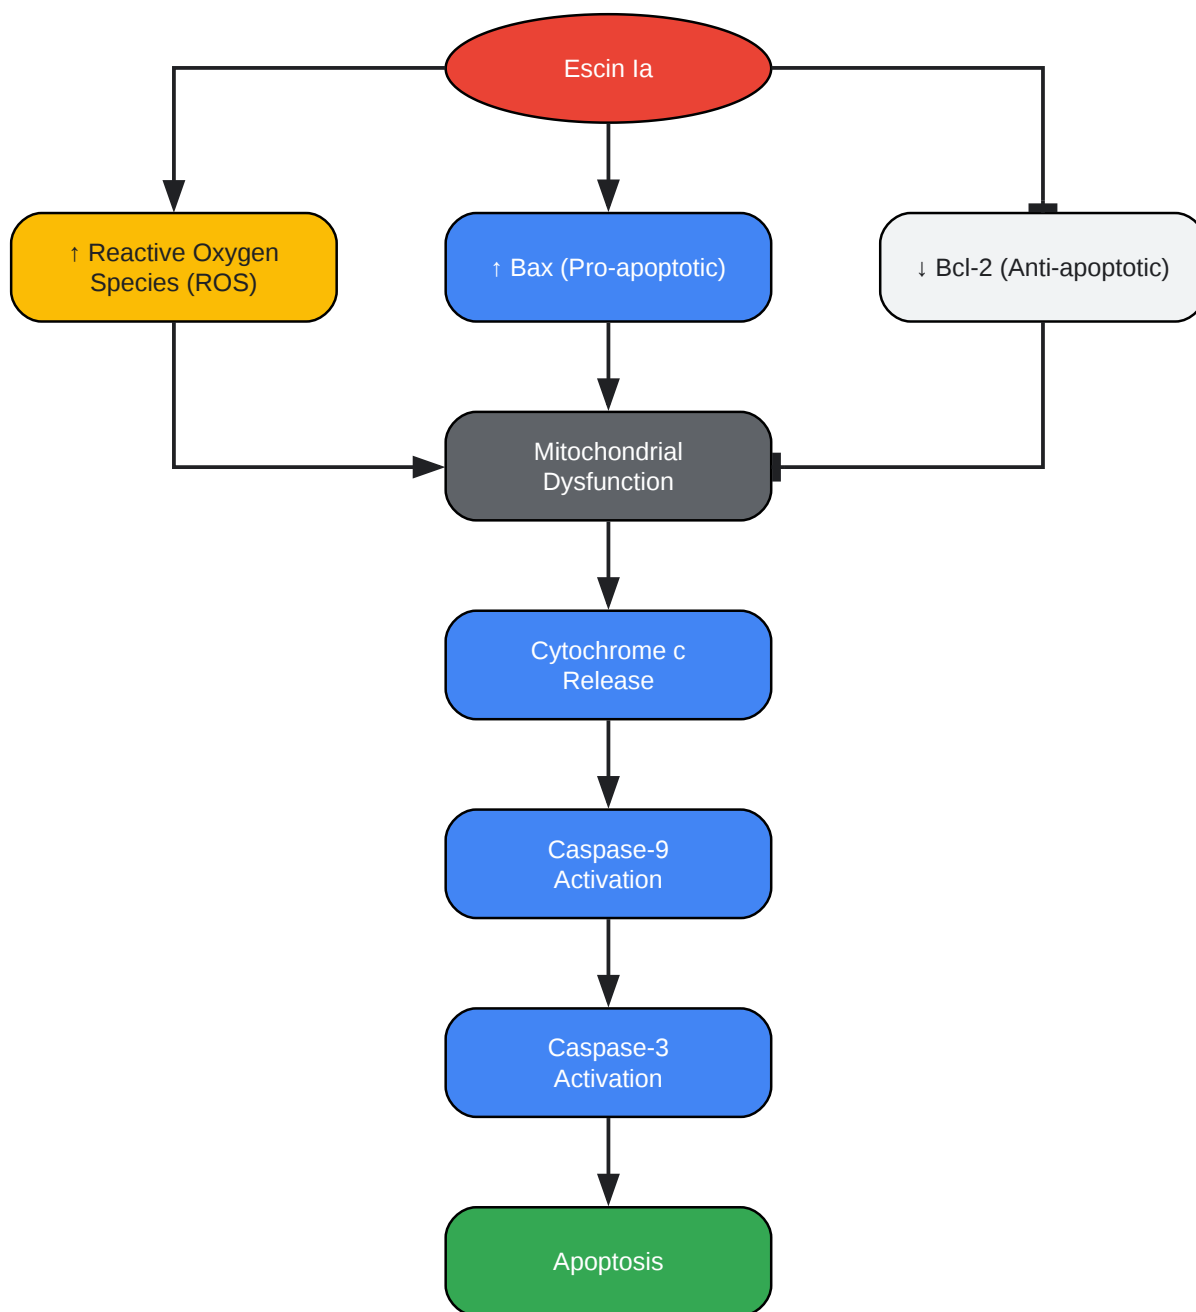 Escin Ia
↑ Reactive Oxygen
Species (ROS)
↑ Bax (Pro-apoptotic)
↓ Bcl-2 (Anti-apoptotic)
Mitochondrial
Dysfunction
Cytochrome c
Release
Caspase-9
Activation
Caspase-3
Activation
Apoptosis